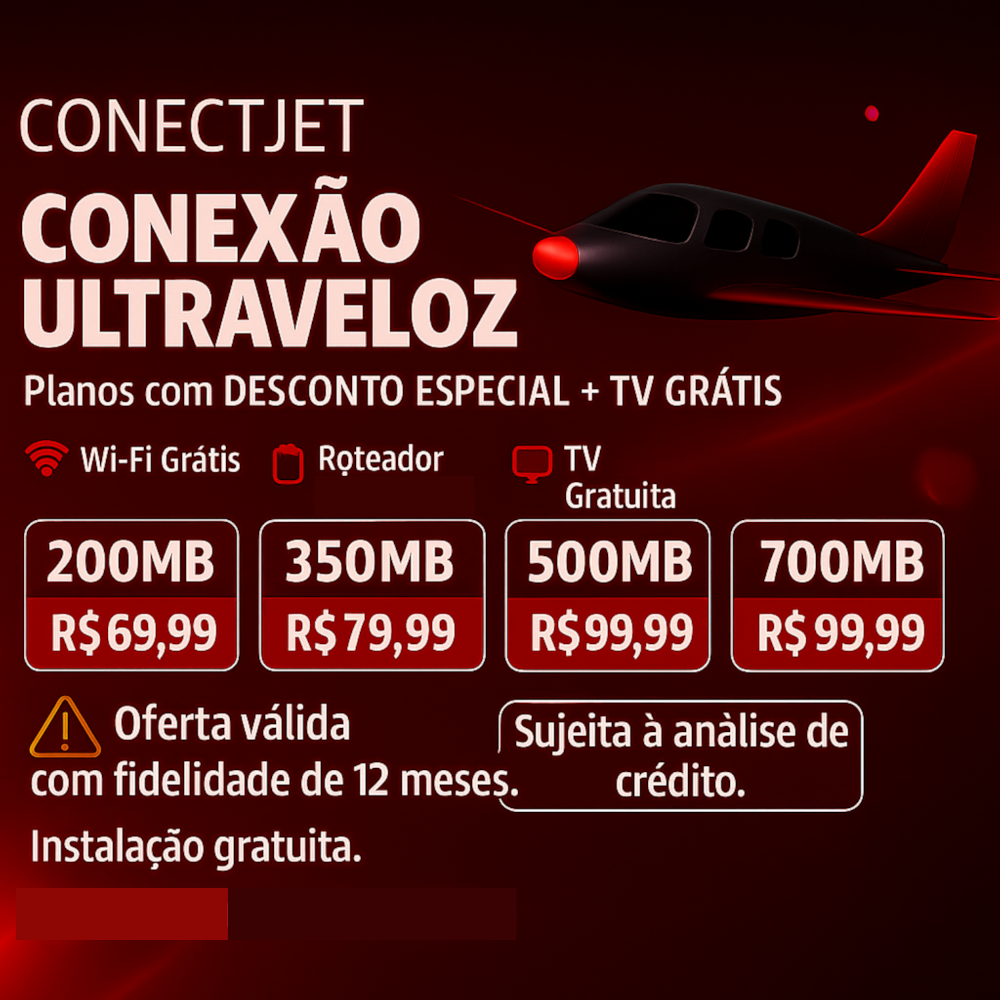 CONECTJET
CONEXÃO
ULTRAVELOZ
Planos com DESCONTO ESPECIAL + TV GRÁTIS
Wi-Fi Grátis
Rọteador
TV
Gratuita
200MB
R$ 69,99
350MB
R$ 79,99
500MB
R$ 99,99
700MB
R$ 99,99
Oferta válida
com fidelidade de 12 meses.
Sujeita à anàlise de
crédito.
Instalação gratuita.